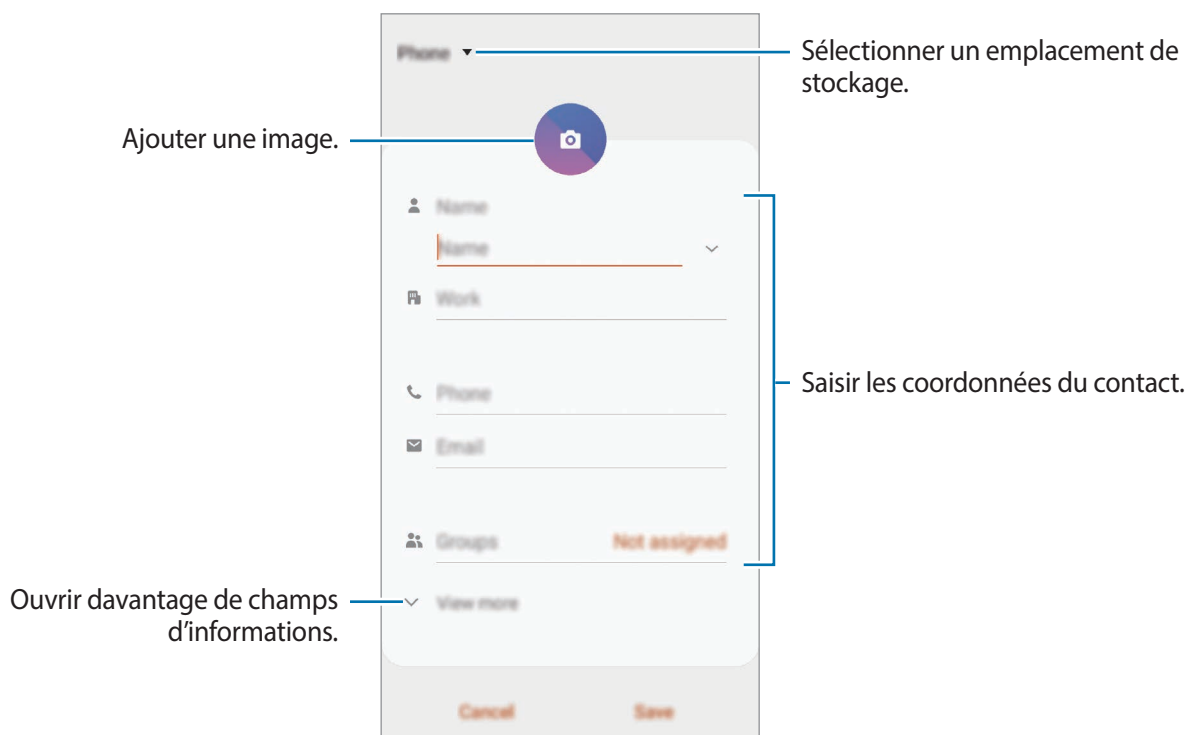 Phone
Sélectionner un emplacement de
stockage.
Ajouter une image.
Name
Name
Work
Phone
Saisir les coordonnées du contact.
Email
Groups Not assigned
Ouvrir davantage de champs
d’informations.
View more
Cancel Save